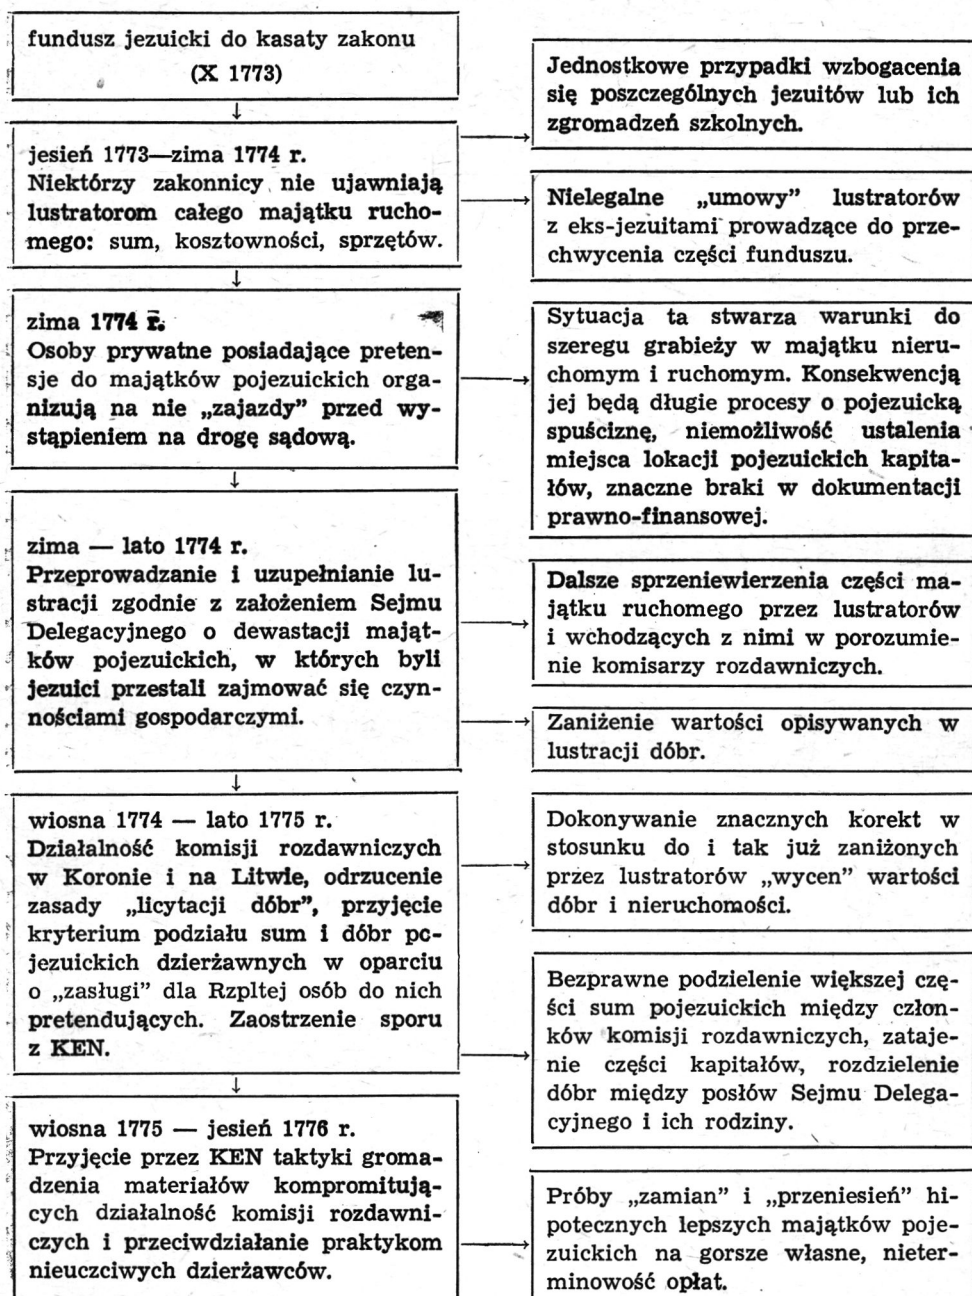 fundusz jezuicki do kasaty zakonu
(X 1773)
jesień 1773—zima 1774 r.
Niektórzy zakonnicy nie ujawniają
lustratorom całego majątku rucho-
mego: sum, kosztowności, sprzętów.
zima 1774 r.
Osoby prywatne posiadające preten-
sje do majątków pojezuickich orga-
nizują na nie „zajazdy” przed wy-
stąpieniem na drogę sądową.
zima — lato 1774 r.
Przeprowadzanie i uzupełnianie lu-
stracji zgodnie z założeniem Sejmu
Delegacyjnego o dewastacji mająt-
ków pojezuickich, w których byli
jezuici przestali zajmować się czyn-
nościami gospodarczymi.
wiosna 1774 — lato 1775 r.
Działalność komisji rozdawniczych
w Koronie i na Litwie, odrzucenie
zasady „licytacji dóbr”, przyjęcie
kryterium podziału sum i dóbr po-
jezuickich dzierżawnych w oparciu
o „zasługi” dla Rzpltej osób do nich
pretendujących. Zaostrzenie sporu
z KEN.
wiosna 1775 — jesień 1776 r.
Przyjęcie przez KEN taktyki groma-
dzenia materiałów kompromitują-
cych działalność komisji rozdawni-
czych i przeciwdziałanie praktykom
nieuczciwych dzierżawców.
Jednostkowe przypadki wzbogacenia
się poszczególnych jezuitów lub ich
zgromadzeń szkolnych.
Nielegalne „umowy” lustratorów
z eks-jezuitami prowadzące do prze-
chwycenia części funduszu.
Sytuacja ta stwarza warunki do
szeregu grabieży w majątku nieru-
chomym i ruchomym. Konsekwencją
jej będą długie procesy o pojezuicką
spuściznę, niemożliwość ustalenia
miejsca lokacji pojezuickich kapita-
łów, znaczne braki w dokumentacji
prawno-finansowej.
Dalsze sprzeniewierzenia części ma-
jątku ruchomego przez lustratorów
i wchodzących z nimi w porozumie-
nie komisarzy rozdawniczych.
Zaniżenie wartości opisywanych w
lustracji dóbr.
Dokonywanie znacznych korekt w
stosunku do i tak już zaniżonych
przez lustratorów „wycen” wartości
dóbr i nieruchomości.
Bezprawne podzielenie większej czę-
ści sum pojezuickich między człon-
ków komisji rozdawniczych, zataje-
nie części kapitałów, rozdzielenie
dóbr między posłów Sejmu Delega-
cyjnego i ich rodziny.
Próby „zamian” i „przeniesień” hi-
potecznych lepszych majątków poje-
zuickich na gorsze własne, nieter-
minowość opłat.